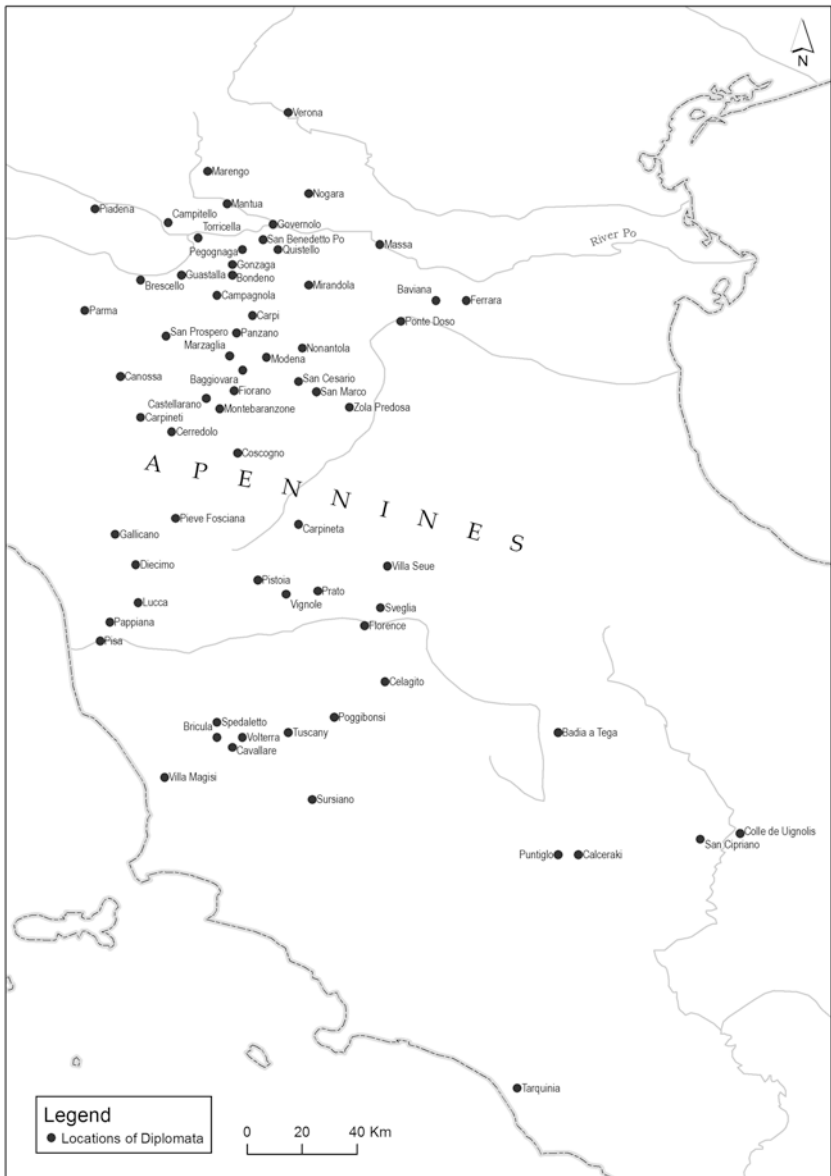 N
Verona
Marengo
Nogara
Mantua
Piadena
Campitello
Governolo
Torricella
San Benedetto Po
Massa
River Po
Pegognaga
Quistello
Gonzaga
Guastalla
Bondeno
Brescello
Mirandola
Campagnola
Baviana
Ferrara
Parma
Carpi
Ponte Doso
San Prospero
Panzano
Marzaglia
Nonantola
Modena
Canossa
Baggiovara
San Cesario
Fiorano
San Marco
Castellarano
Montebaranzone
Zola Predosa
Carpineti
Cerredolo
Coscogno
APENNINES
Pieve Fosciana
Carpineta
Gallicano
Diecimo
Villa Seue
Pistoia
Prato
Vignole
Lucca
Sveglia
Pappiana
Florence
Pisa
Celagito
Poggibonsi
Spedaletto
Bricula
Volterra
Tuscany
Badia a Tega
Cavallare
Villa Magisi
Sursiano
Colle de Uignolis
San Cipriano
Puntiglo
Calceraki
Tarquinia
Legend
Locations of Diplomata
0 20 40 Km